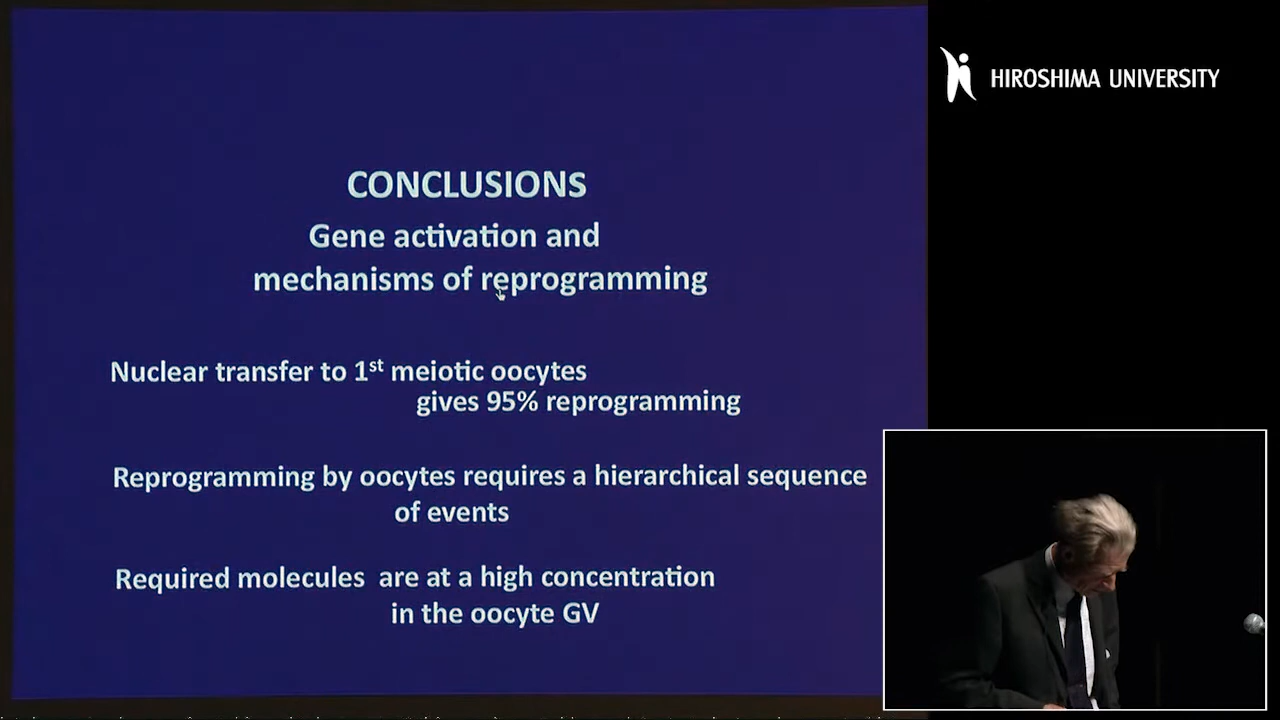 HIROSHIMA UNIVERSITY
CONCLUSIONS
Gene activation and
mechanisms of reprogramming
Nuclear transfer to 1st meiotic oocytes
gives 95% reprogramming
Reprogramming by oocytes requires a hierarchical sequence
of events
Required molecules are at a high concentration
in the oocyte GV